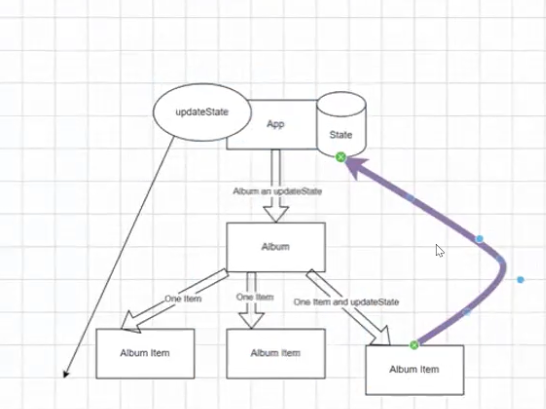 updateState
App
State
Album an updateState
Album
One Item
One Item
One Item and updateState
Album Item
Album Item
Album Item